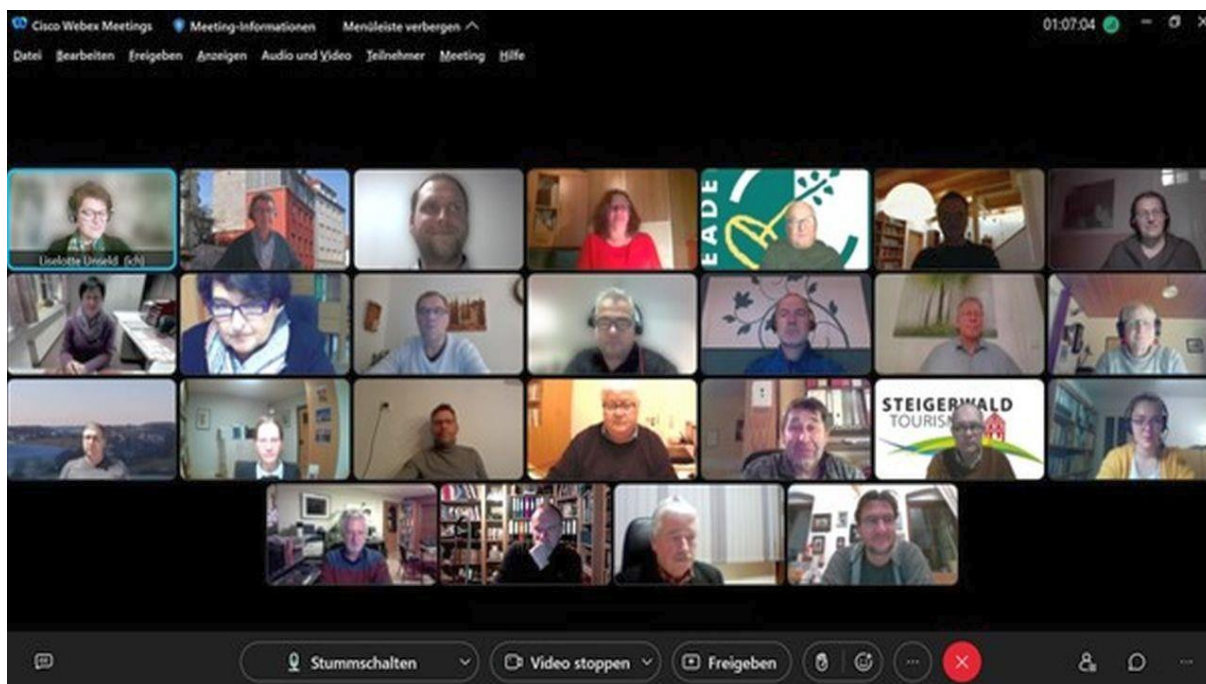 Cisco Webex Meetings Meeting-Informationen Menüleiste verbergen 01:07:04
Datei Bearbeiten Freigeben Anzeigen Audio und Video Teilnehmer Meeting Hilfe
Liselotte Unseld (ich)
EADE
STEIGERWALD
TOURISM
Stummschalten Video stoppen Freigeben